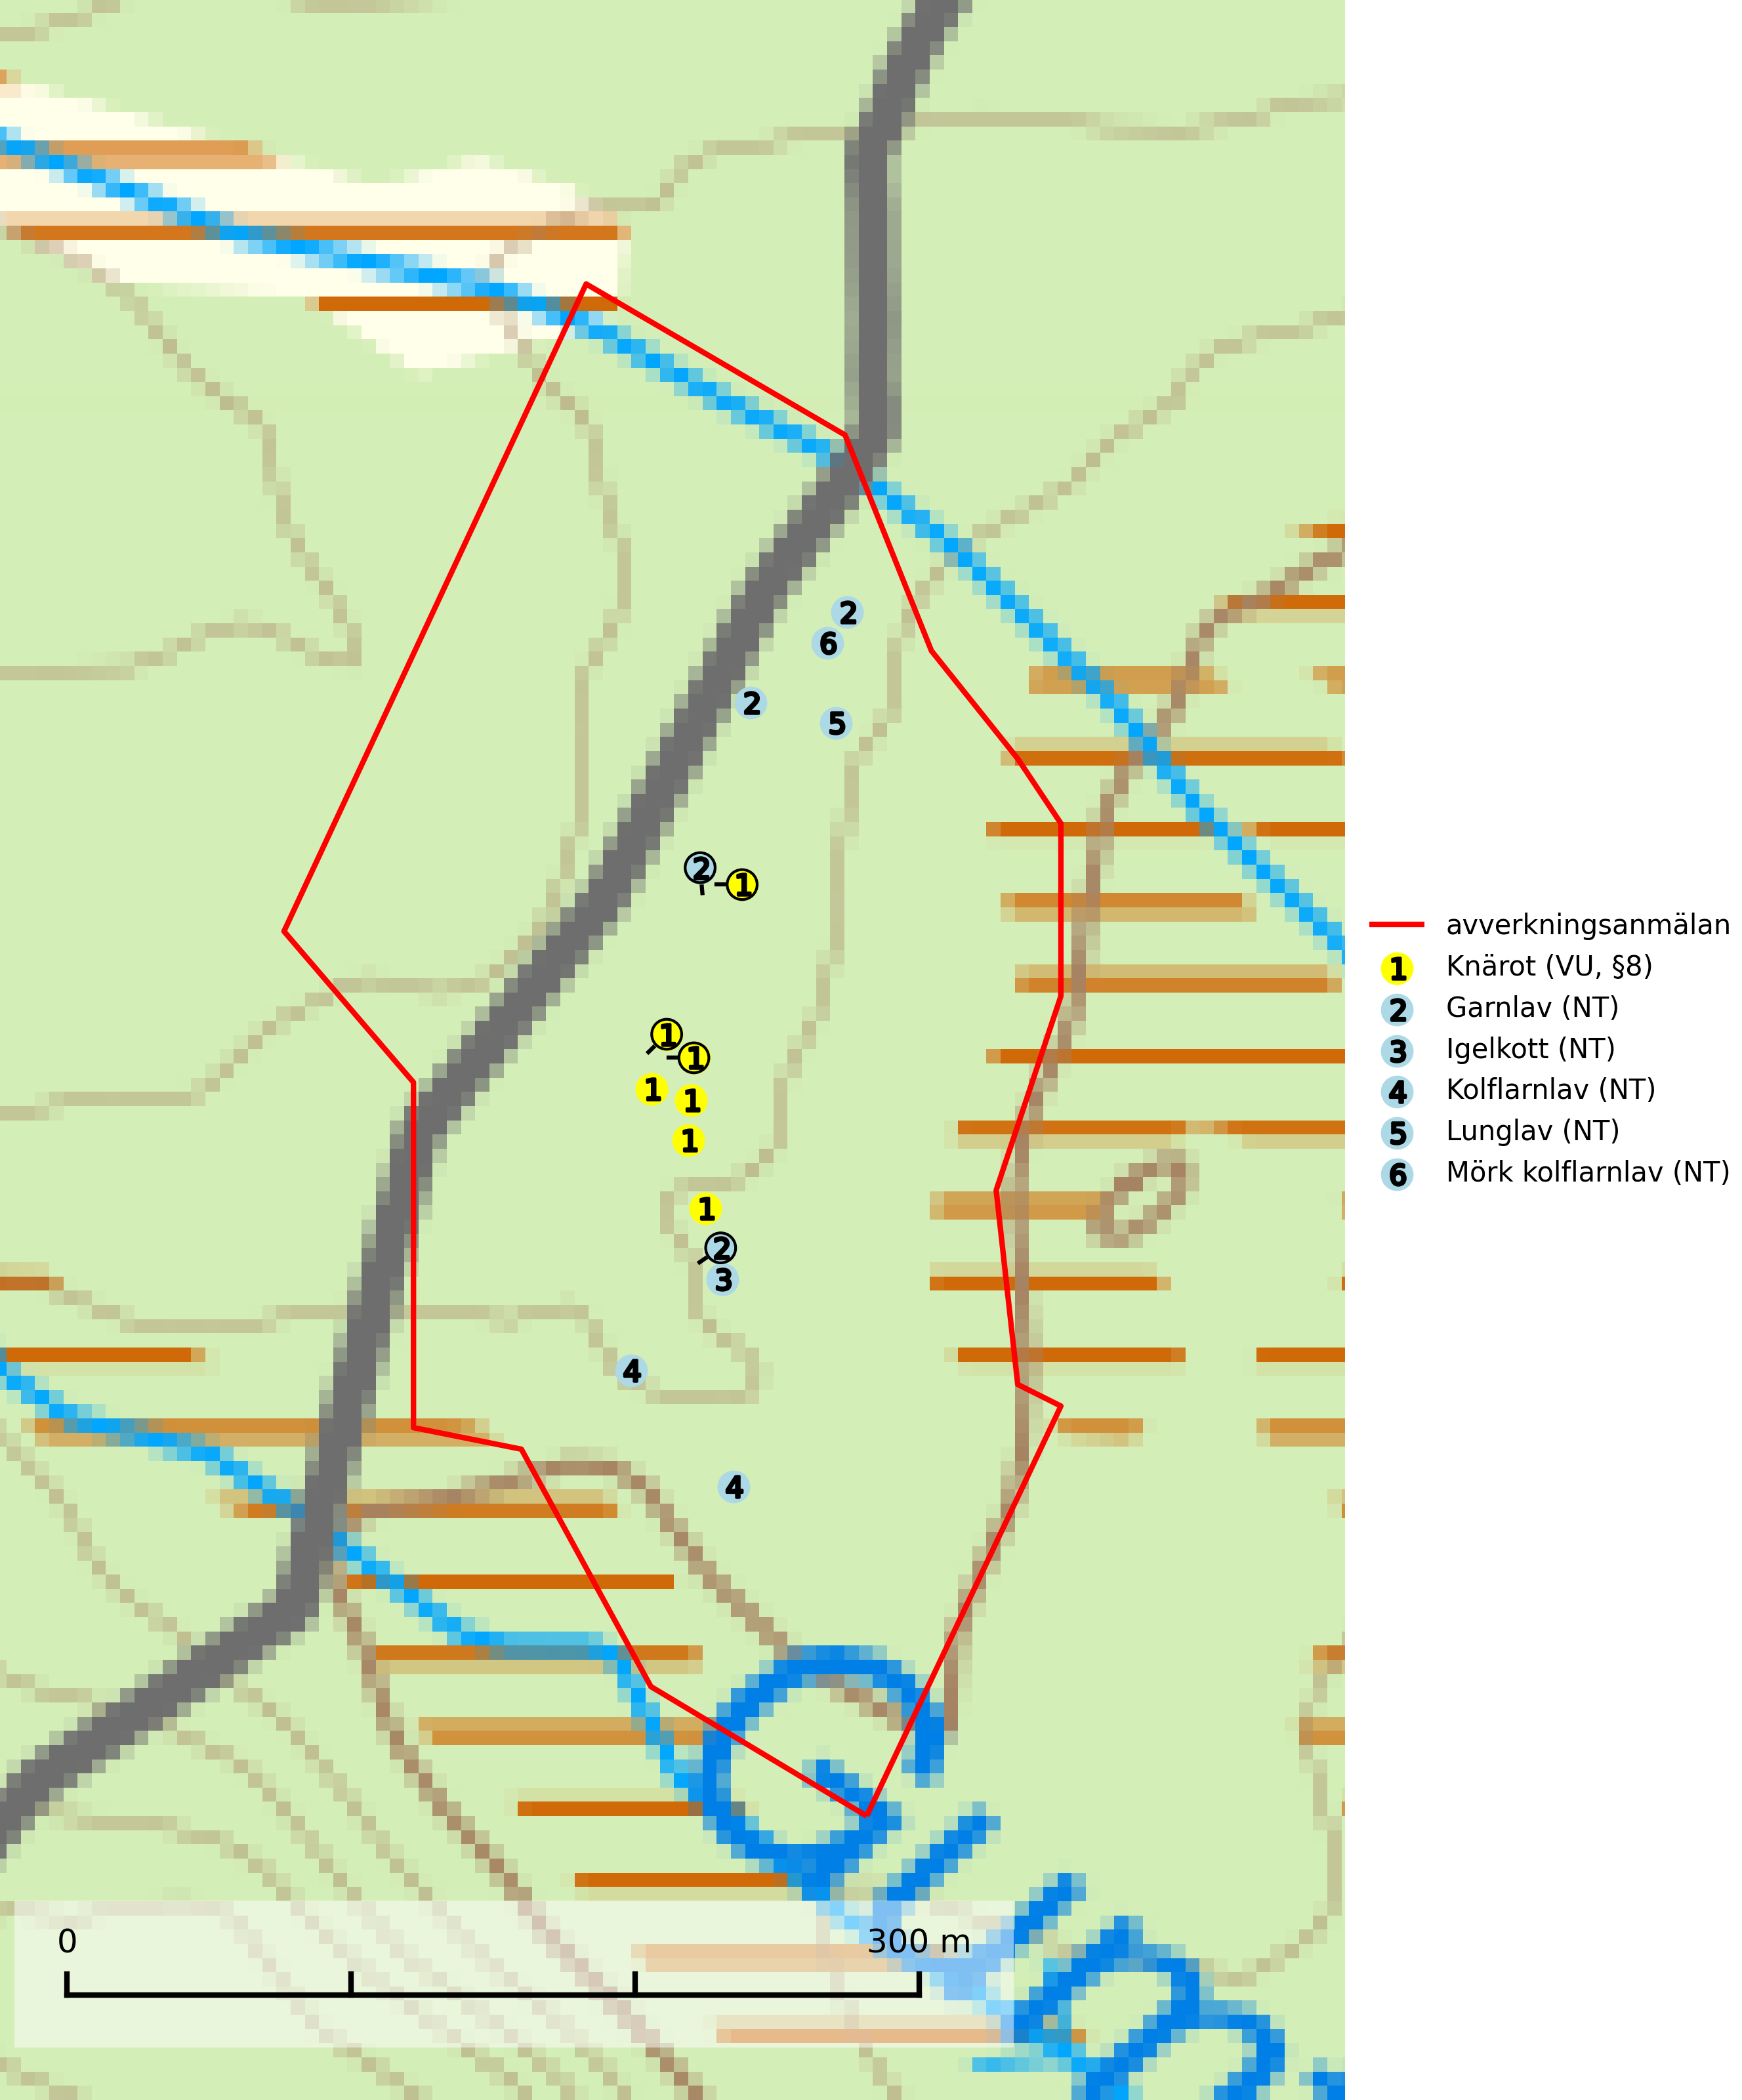 2
6
2
5
2
1
1
1
1
1
1
1
2
3
4
4
0
300 m
avverkningsanmälan
1 Knärot (VU, §8)
2 Garnlav (NT)
3 Igelkott (NT)
4 Kolflarnlav (NT)
5 Lunglav (NT)
6 Mörk kolflarnlav (NT)